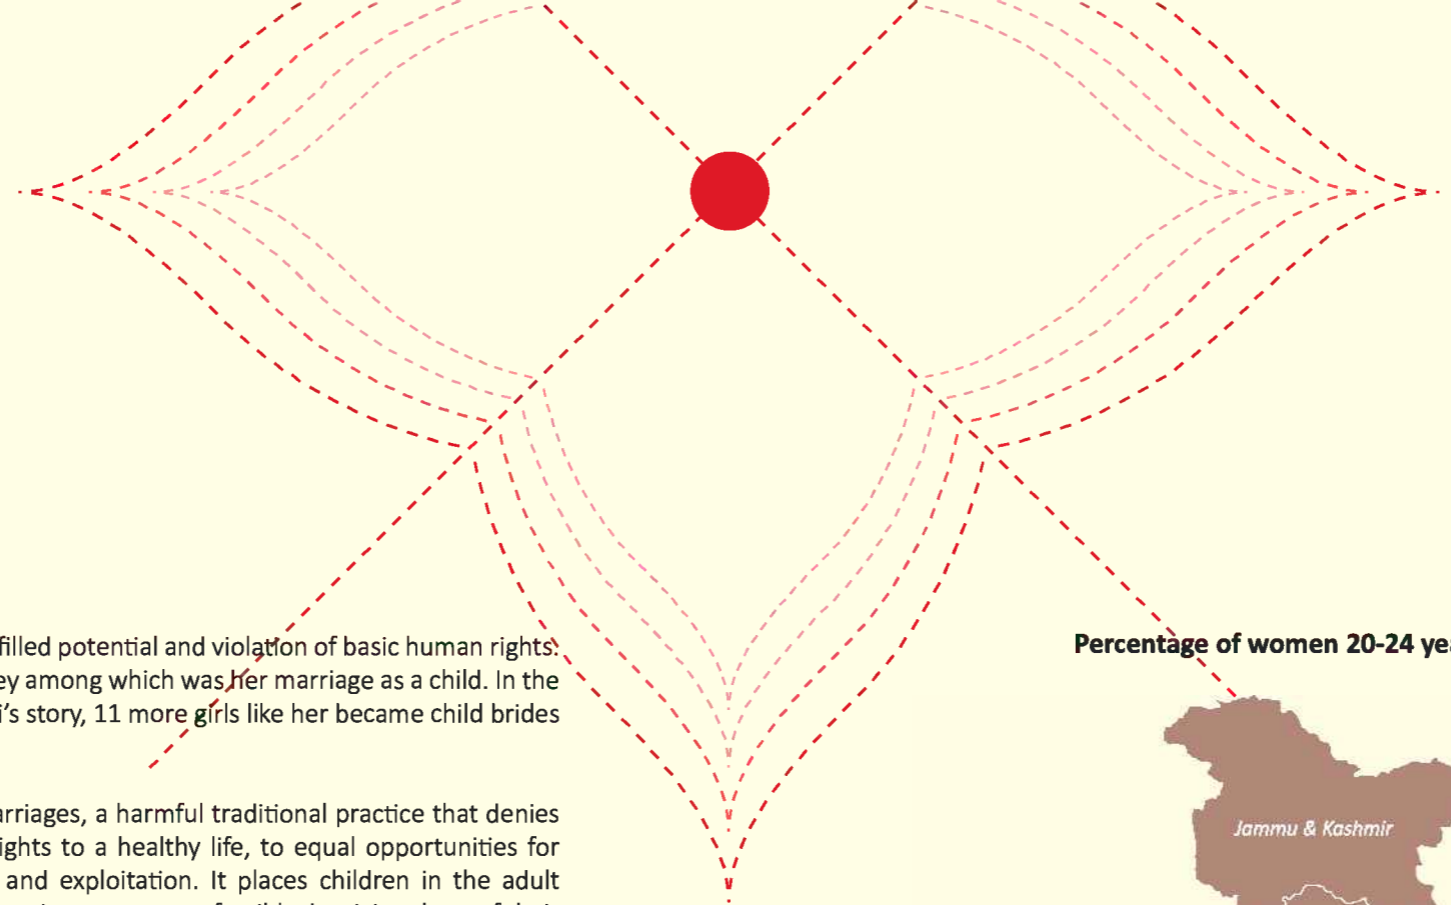 filled potential and violation of basic human rights.
ey among which was her marriage as a child. In the
i's story, 11 more girls like her became child brides
arriages, a harmful traditional practice that denies
ights to a healthy life, to equal opportunities for
and exploitation. It places children in the adult
Percentage of women 20-24 yea
Jammu & Kashmir